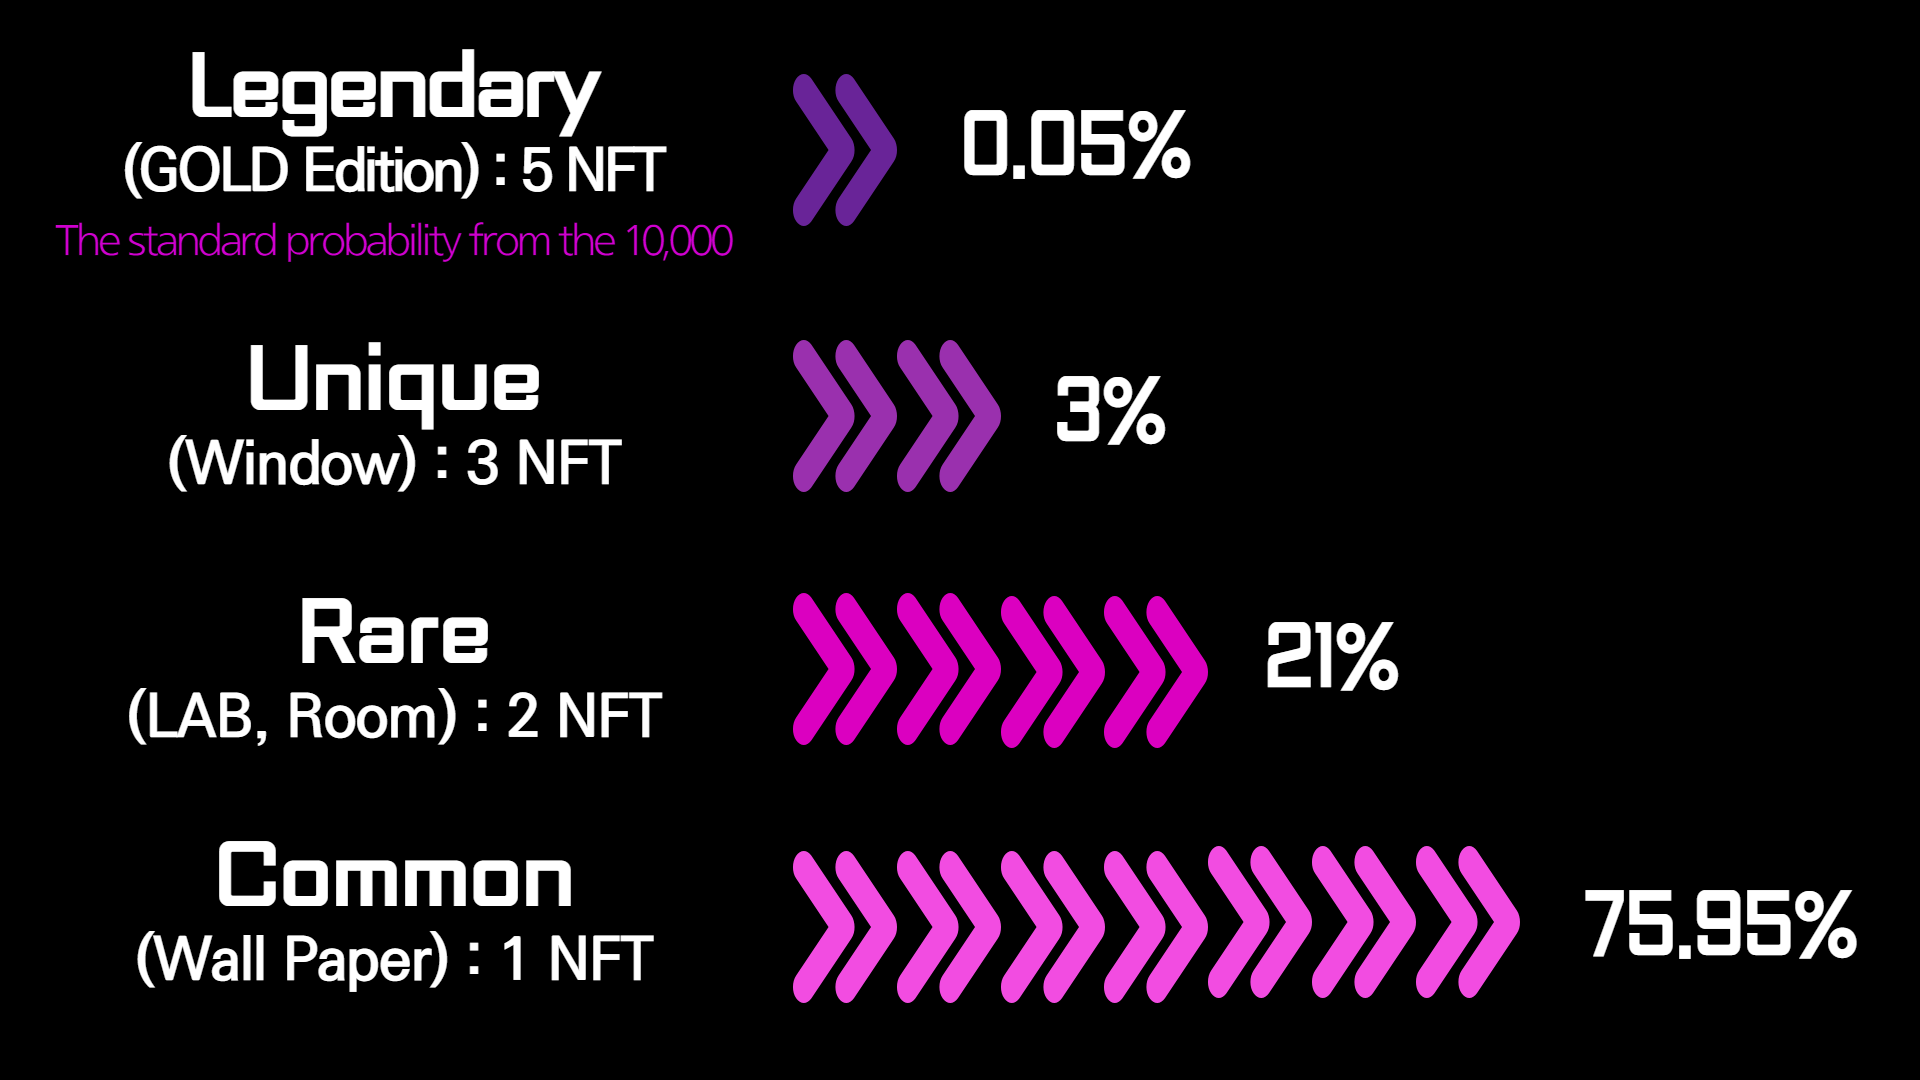 Legendary
(GOLD Edition) : 5 NFT
The standard probability from the 10,000
0.05%
Unique
(Window) : 3 NFT
3%
Rare
(LAB, Room) : 2 NFT
21%
Common
(Wall Paper) : 1 NFT
75.95%